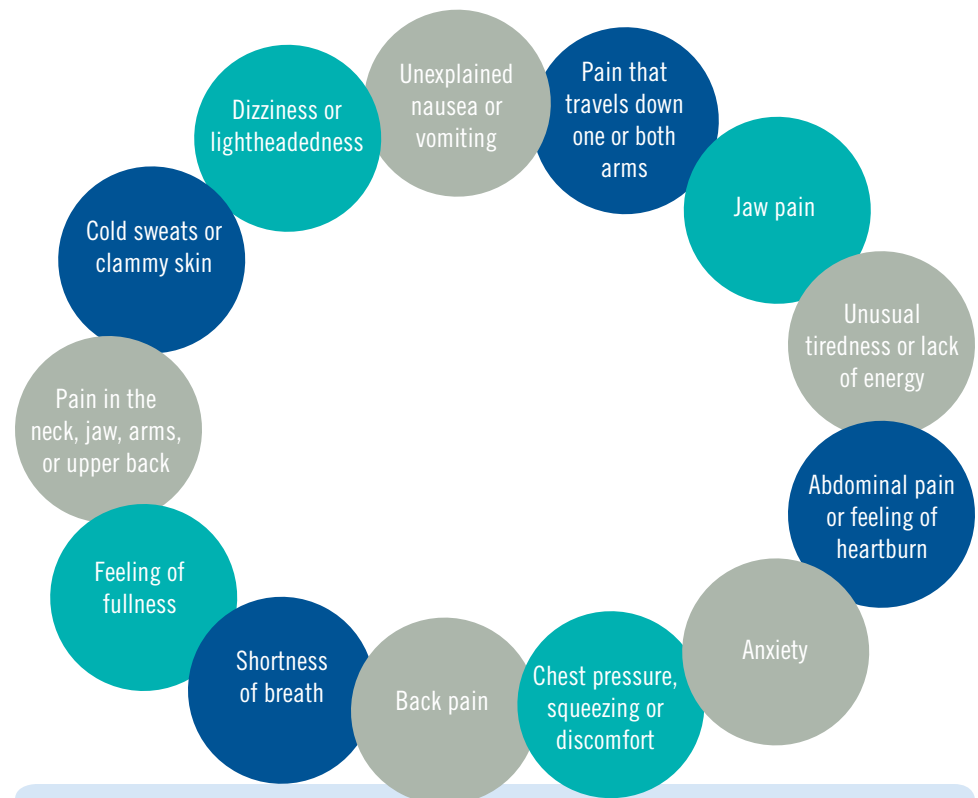 Unexplained
nausea or
vomiting
Pain that
travels down
one or both
arms
Jaw pain
Unusual
tiredness or lack
of energy
Abdominal pain
or feeling of
heartburn
Anxiety
Chest pressure,
squeezing or
discomfort
Back pain
Shortness
of breath
Feeling of
fullness
Pain in the
neck, jaw, arms,
or upper back
Cold sweats or
clammy skin
Dizziness or
lightheadedness